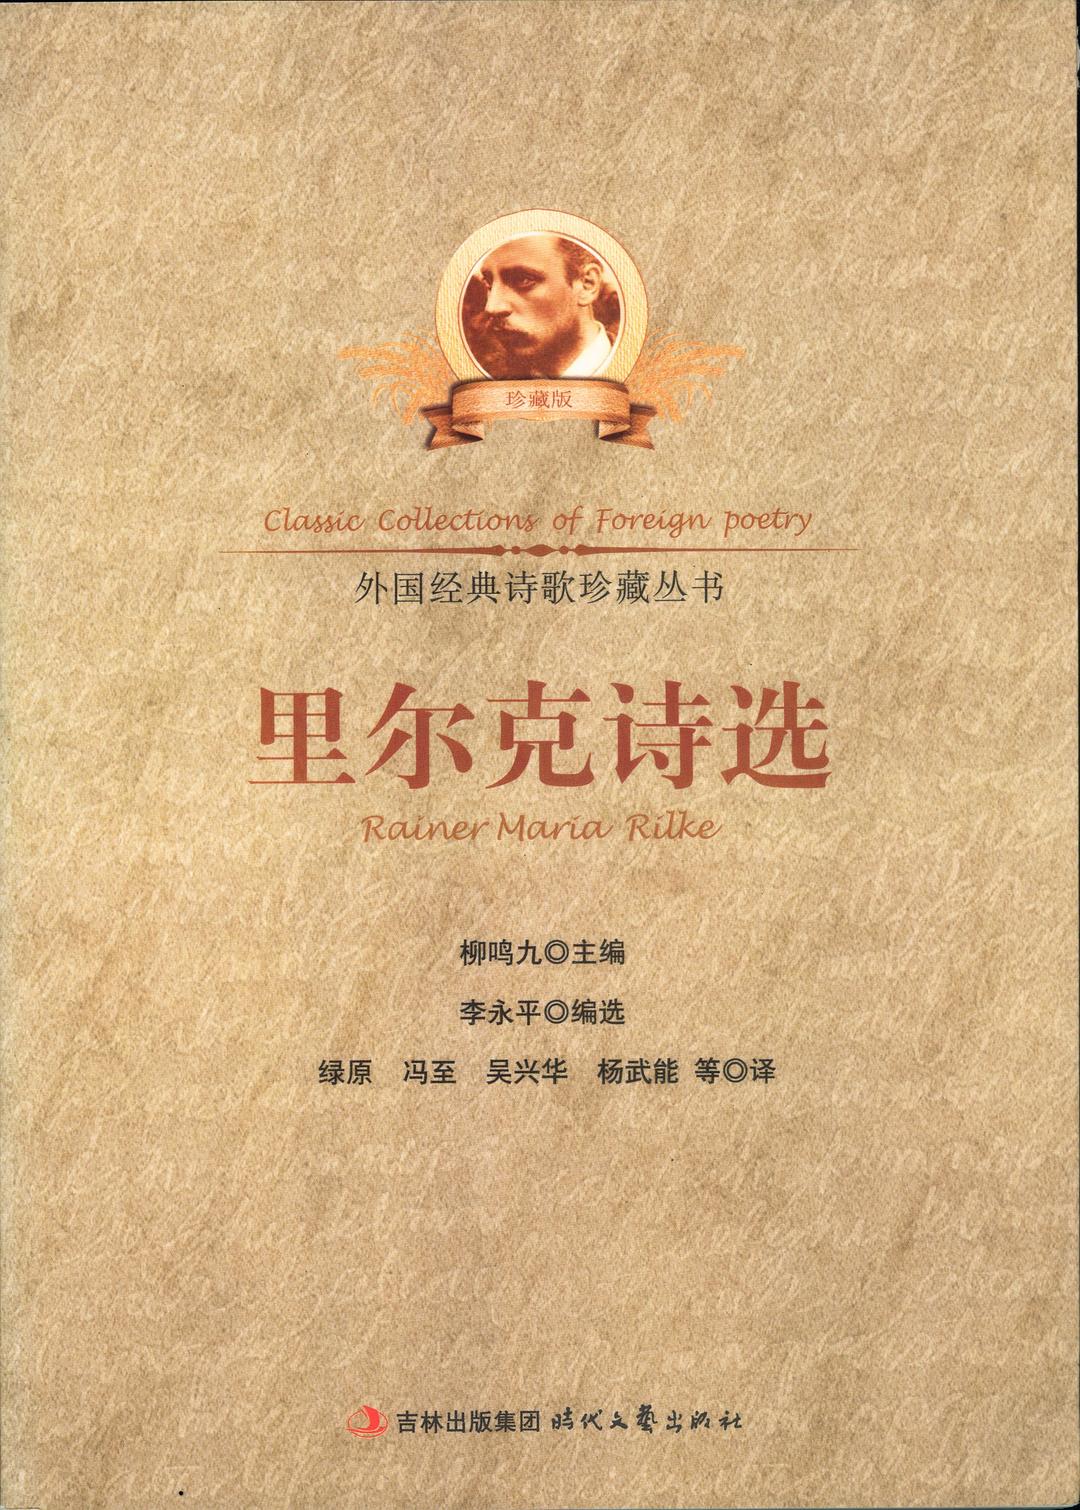 珍藏版
Classic Collections of Foreign poetry
外国经典诗歌珍藏丛书
里尔克诗选
Rainer Maria Rilke
柳鸣九◎主编
李永平◎编选
绿原 冯至 吴兴华 杨武能 等◎译
吉林出版集团 时代文艺出版社